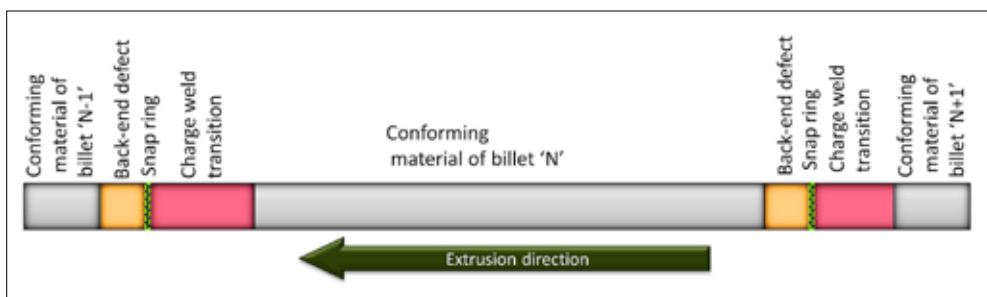 Conforming
material of
billet 'N-1'
Back-end defect
Snap ring
Charge weld
transition
Conforming
material of billet 'N'
Back-end defect
Snap ring
Charge weld
transition
Conforming
material of
billet 'N+1'
Extrusion direction